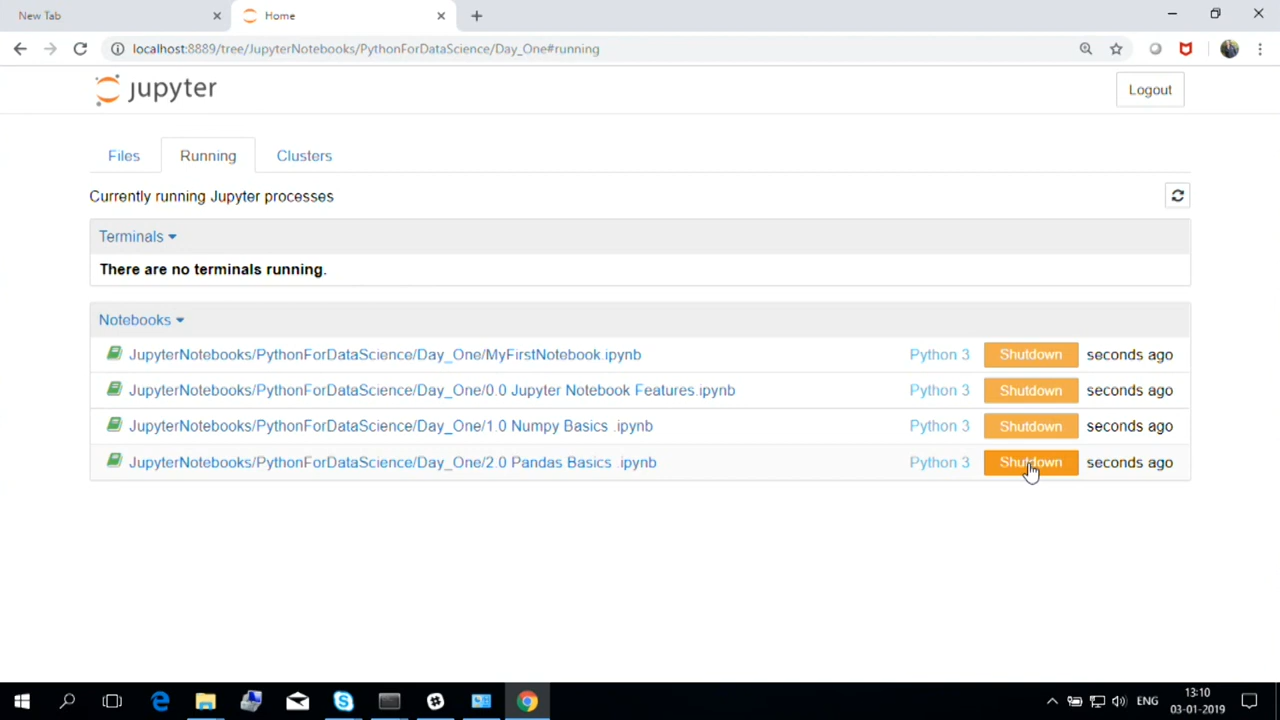 New Tab
Home
localhost:8889/tree/JupyterNotebooks/PythonForDataScience/Day_One#running
jupyter
Logout
Files
Running
Clusters
Currently running Jupyter processes
Terminals
There are no terminals running.
Notebooks
JupyterNotebooks/PythonForDataScience/Day_One/MyFirstNotebook.ipynb Python 3 Shutdown seconds ago
JupyterNotebooks/PythonForDataScience/Day_One/0.0 Jupyter Notebook Features.ipynb Python 3 Shutdown seconds ago
JupyterNotebooks/PythonForDataScience/Day_One/1.0 Numpy Basics .ipynb Python 3 Shutdown seconds ago
JupyterNotebooks/PythonForDataScience/Day_One/2.0 Pandas Basics .ipynb Python 3 Shutdown seconds ago
ENG
13:10
03-01-2019